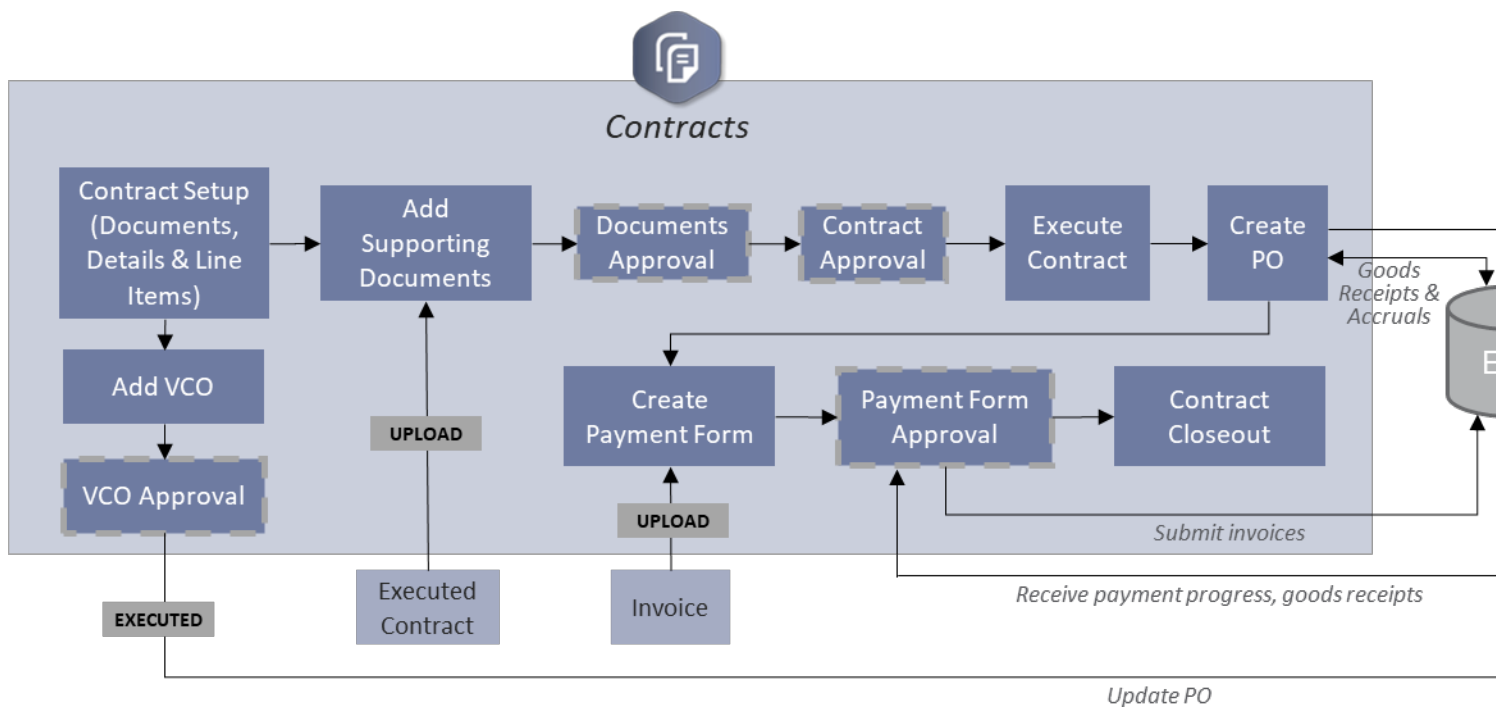 Contracts
Contract Setup
(Documents,
Details & Line
Items)
Add
Supporting
Documents
Documents
Approval
Contract
Approval
Execute
Contract
Create
PO
Goods
Receipts &
Accruals
E
Add VCO
UPLOAD
Create
Payment Form
Payment Form
Approval
Contract
Closeout
VCO Approval
UPLOAD
Submit invoices
EXECUTED
Executed
Contract
Invoice
Receive payment progress, goods receipts
Update PO